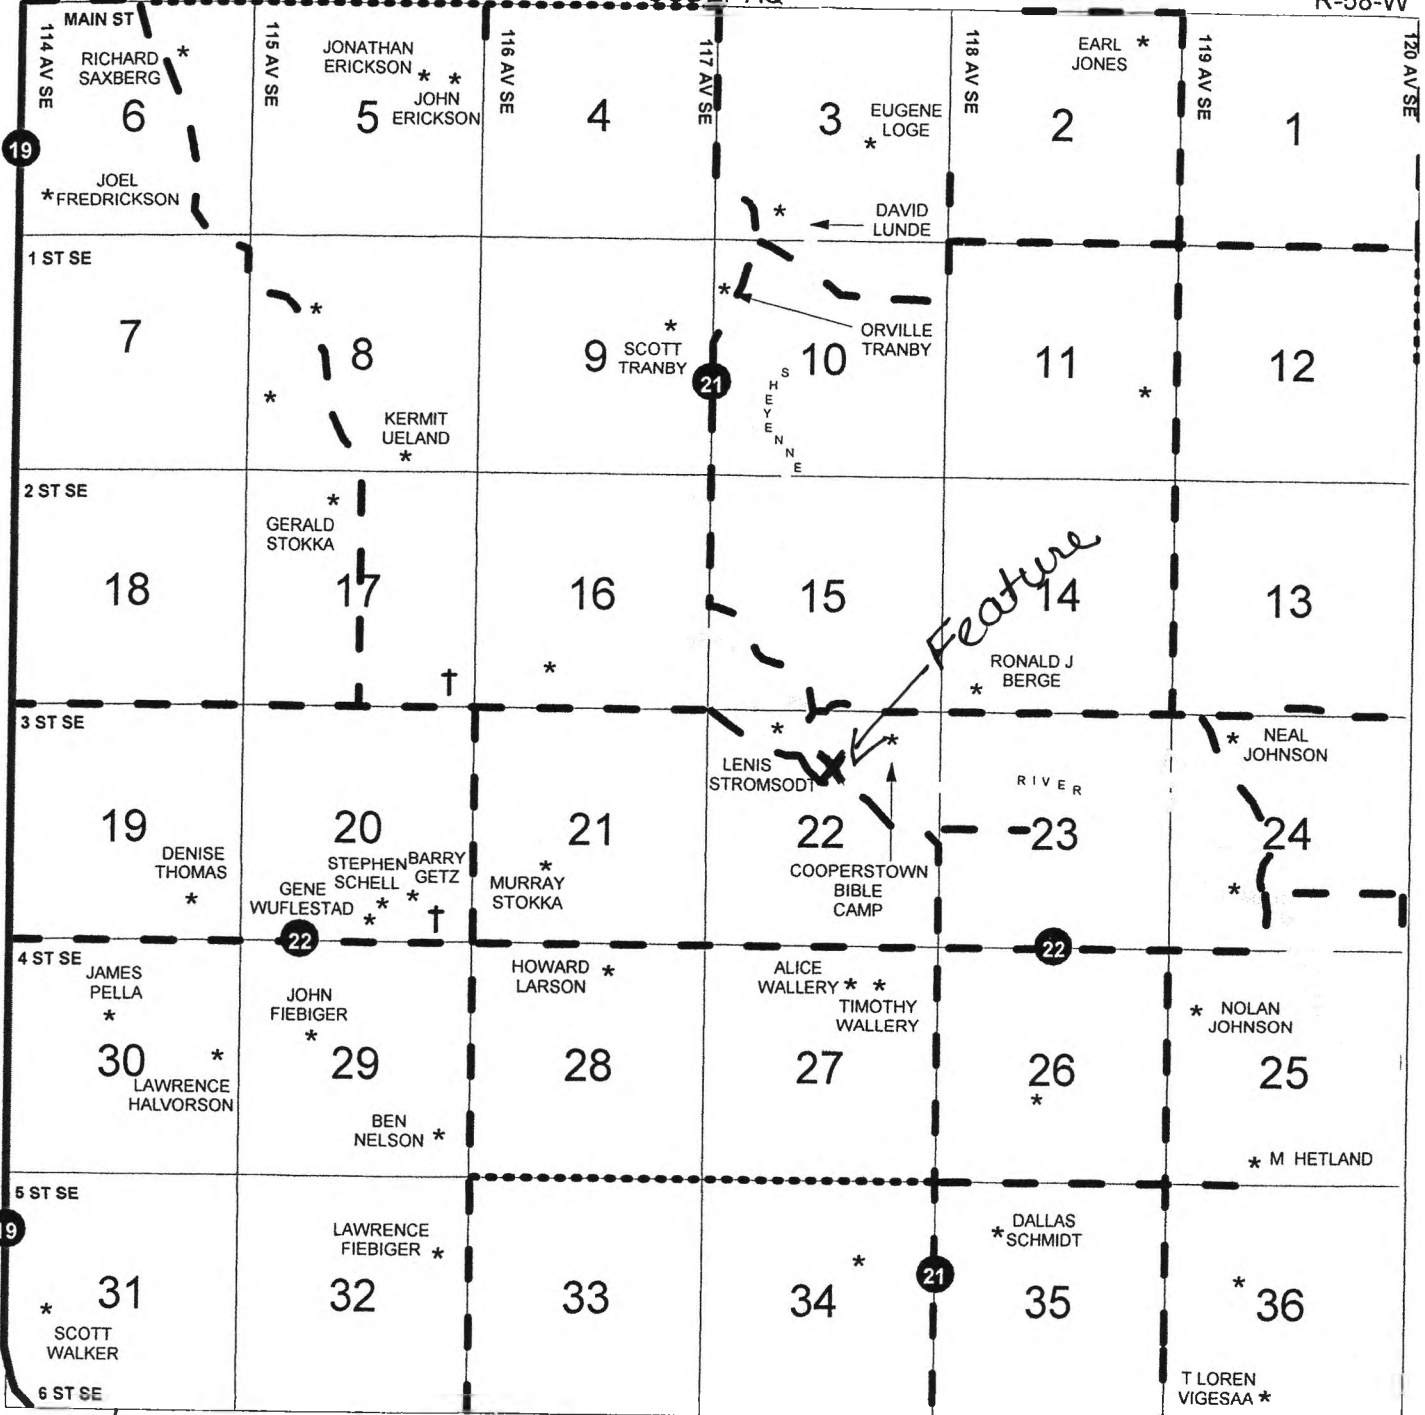 R-58-W
MAIN ST
114 AV SE
115 AV SE
116 AV SE
117 AV SE
118 AV SE
119 AV SE
120 AV SE
RICHARD
SAXBERG
6
JONATHAN
ERICKSON
5
JOHN
ERICKSON
4
3
EUGENE
LOGE
EARL
JONES
2
1
19
JOEL
FREDRICKSON
DAVID
LUNDE
1 ST SE
7
8
9
SCOTT
TRANBY
21
10
ORVILLE
TRANBY
11
12
SHEYENNE
KERMIT
UELAND
2 ST SE
GERALD
STOKKA
18
17
16
15
14
13
Feature
RONALD J
BERGE
3 ST SE
NEAL
JOHNSON
LENIS
STROMSODT
RIVER
19
20
21
22
23
24
DENISE
THOMAS
STEPHEN
SCHELL
BARRY
GETZ
GENE
WUFLESTAD
MURRAY
STOKKA
COOPERSTOWN
BIBLE
CAMP
22
22
4 ST SE
JAMES
PELLA
JOHN
FIEBIGER
HOWARD
LARSON
ALICE
WALLERY
TIMOTHY
WALLERY
NOLAN
JOHNSON
30
29
28
27
26
25
LAWRENCE
HALVORSON
BEN
NELSON
M HETLAND
5 ST SE
19
LAWRENCE
FIEBIGER
DALLAS
SCHMIDT
21
31
32
33
34
35
36
SCOTT
WALKER
T LOREN
VIGESAA
6 ST SE